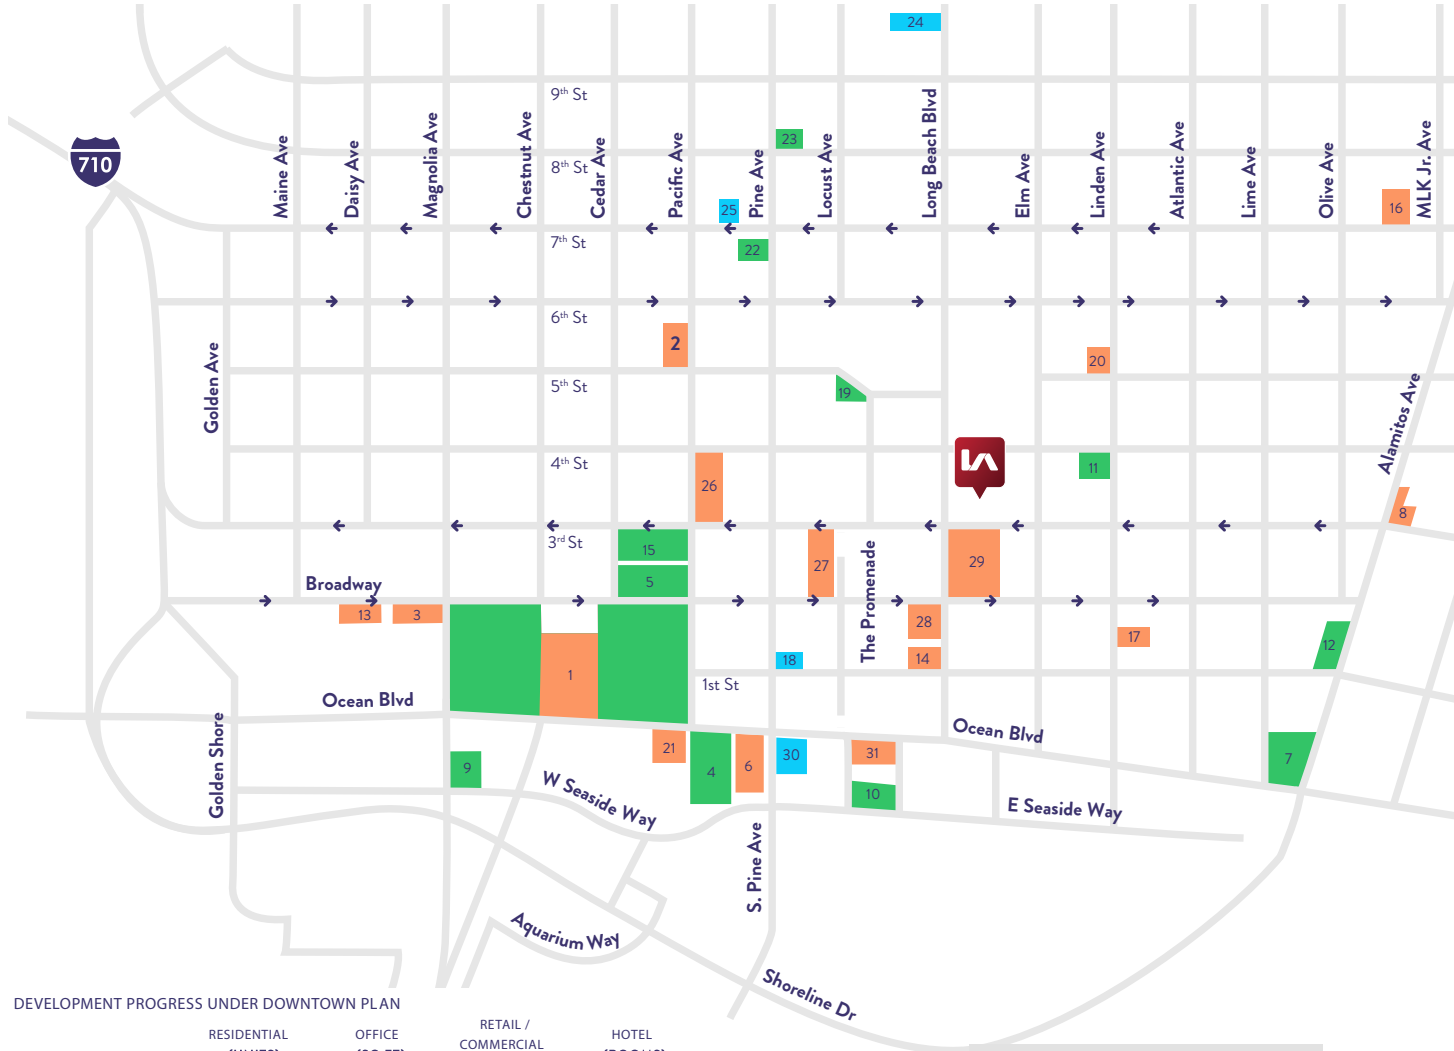 24
9th St
23
8th St
710
Maine Ave
Daisy Ave
Magnolia Ave
Chestnut Ave
Cedar Ave
Pacific Ave
Pine Ave
Locust Ave
Long Beach Blvd
Elm Ave
Linden Ave
Atlantic Ave
Lime Ave
Olive Ave
MLK Jr. Ave
16
25
7th St
22
6th St
2
20
Golden Ave
5th St
19
Alamitos Ave
4th St
11
26
8
3rd St
15
27
29
The Promenade
Broadway
5
13
3
28
17
12
1
18
14
1st St
Ocean Blvd
Ocean Blvd
Golden Shore
21
4
6
30
31
7
9
10
W Seaside Way
E Seaside Way
S. Pine Ave
Aquarium Way
Shoreline Dr
DEVELOPMENT PROGRESS UNDER DOWNTOWN PLAN
RESIDENTIAL
OFFICE
RETAIL /
COMMERCIAL
HOTEL